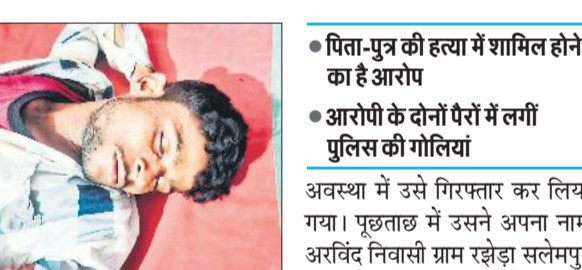 ● पिता-पुत्र की हत्या में शामिल होने
का है आरोप
● आरोपी के दोनों पैरों में लगीं
पुलिस की गोलियां
अवस्था में उसे गिरफ्तार कर लिय
गया। पूछताछ में उसने अपना नाम
अरविंद निवासी ग्राम रझेड़ा सलेमपु